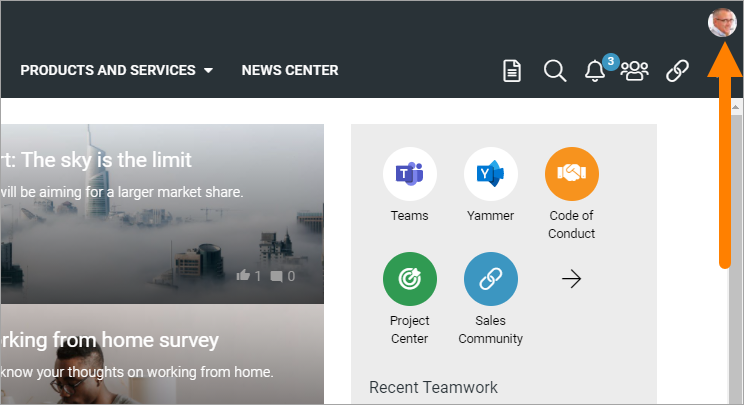 PRODUCTS AND SERVICES
NEWS CENTER
3
rt: The sky is the limit
will be aiming for a larger market share.
1
0
rking from home survey
know your thoughts on working from home.
Teams
Yammer
Y
Code of
Conduct
Project
Center
Sales
Community
Recent Teamwork